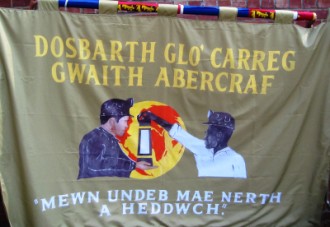 DOSBARTH GLO' CARREG
GWAITH ABERCRAF
"MEWN UNDEB MAE NERTH
A HEDDWCH".